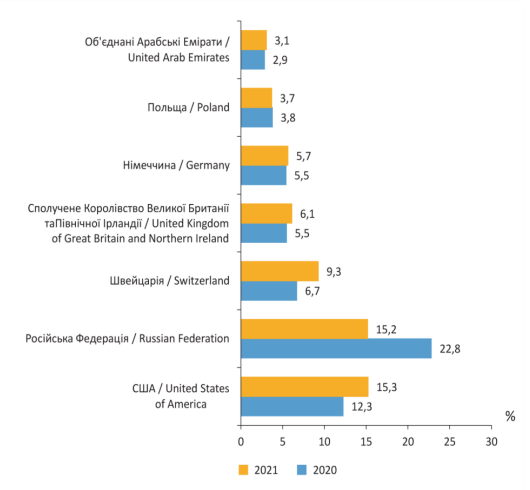 Об'єднані Арабські Емірати /
United Arab Emirates
3,1
2,9
Польща / Poland
3,7
3,8
Німеччина / Germany
5,7
5,5
Сполучене Королівство Великої Британії
таПівнічної Ірландії / United Kingdom
of Great Britain and Northern Ireland
6,1
5,5
Швейцарія / Switzerland
9,3
6,7
Російська Федерація / Russian Federation
15,2
22,8
США / United States
of America
15,3
12,3
%
0 5 10 15 20 25 30
2021 2020